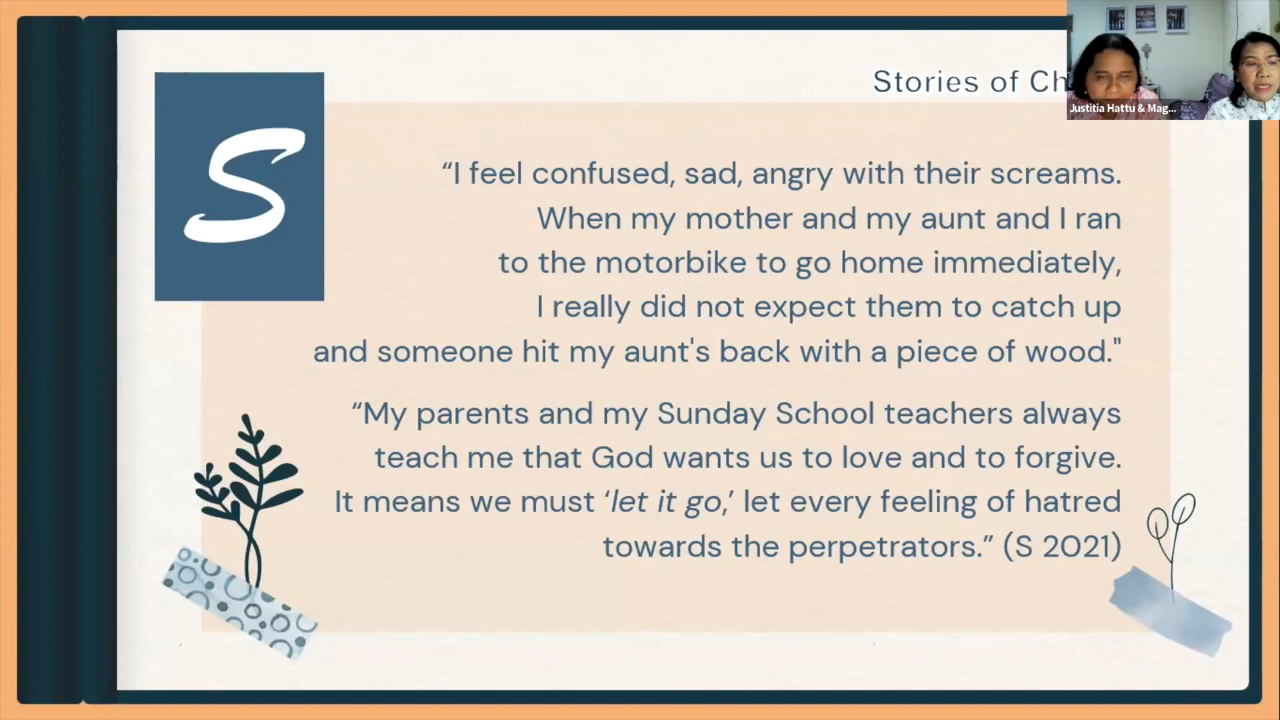 Stories of Ch
Justitia Hattu & Mag...
S
“I feel confused, sad, angry with their screams.
When my mother and my aunt and I ran
to the motorbike to go home immediately,
I really did not expect them to catch up
and someone hit my aunt's back with a piece of wood."
“My parents and my Sunday School teachers always
teach me that God wants us to love and to forgive.
It means we must ‘let it go,’ let every feeling of hatred
towards the perpetrators.” (S 2021)